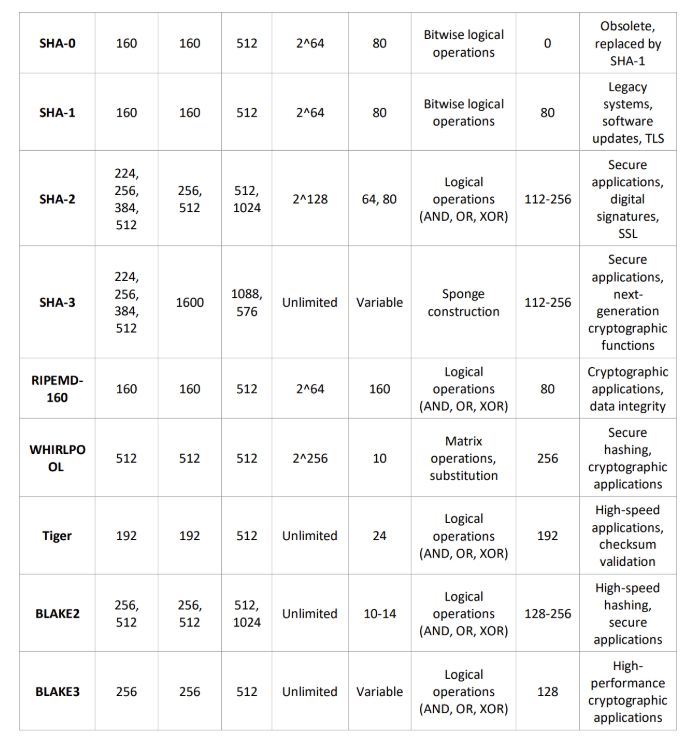 SHA-0 160 160 512 2^64 80 Bitwise logical operations 0 Obsolete, replaced by SHA-1
SHA-1 160 160 512 2^64 80 Bitwise logical operations 80 Legacy systems, software updates, TLS
SHA-2 224, 256, 384, 512 256, 512 512, 1024 2^128 64, 80 Logical operations (AND, OR, XOR) 112-256 Secure applications, digital signatures, SSL
SHA-3 224, 256, 384, 512 1600 1088, 576 Unlimited Variable Sponge construction 112-256 Secure applications, next-generation cryptographic functions
RIPEMD-160 160 160 512 2^64 160 Logical operations (AND, OR, XOR) 80 Cryptographic applications, data integrity
WHIRLPOOL 512 512 512 2^256 10 Matrix operations, substitution 256 Secure hashing, cryptographic applications
Tiger 192 192 512 Unlimited 24 Logical operations (AND, OR, XOR) 192 High-speed applications, checksum validation
BLAKE2 256, 512 256, 512 512, 1024 Unlimited 10-14 Logical operations (AND, OR, XOR) 128-256 High-speed hashing, secure applications
BLAKE3 256 256 512 Unlimited Variable Logical operations (AND, OR, XOR) 128 High-performance cryptographic applications